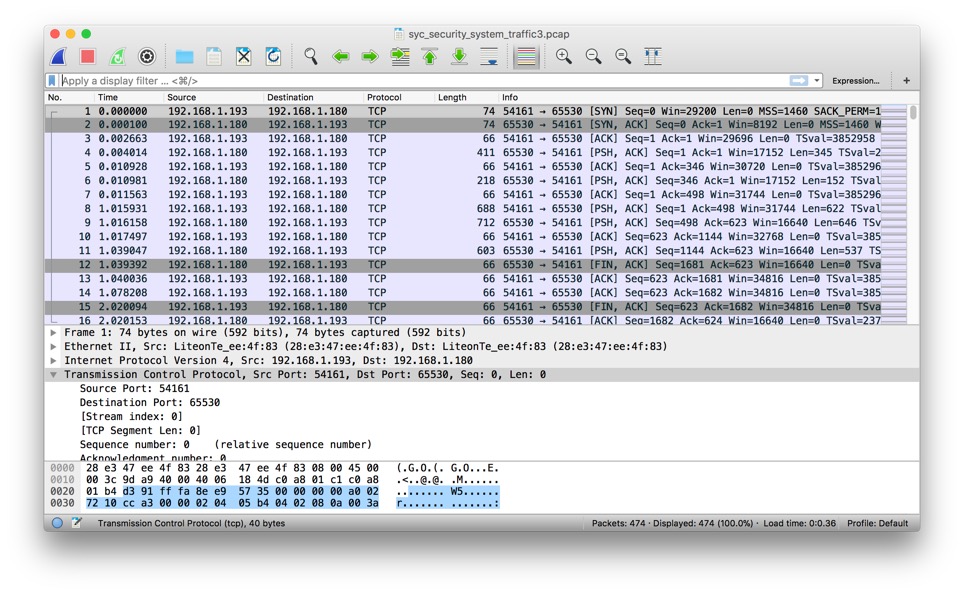 syc_security_system_traffic3.pcap
Apply a display filter ... <⌘/>
Expression...
+
No. Time Source Destination Protocol Length Info
1 0.000000 192.168.1.193 192.168.1.180 TCP 74 54161 → 65530 [SYN] Seq=0 Win=29200 Len=0 MSS=1460 SACK_PERM=1
2 0.000100 192.168.1.180 192.168.1.193 TCP 74 65530 → 54161 [SYN, ACK] Seq=0 Ack=1 Win=8192 Len=0 MSS=1460 W
3 0.002663 192.168.1.193 192.168.1.180 TCP 66 54161 → 65530 [ACK] Seq=1 Ack=1 Win=29696 Len=0 TSval=3852958
4 0.004014 192.168.1.180 192.168.1.193 TCP 411 65530 → 54161 [PSH, ACK] Seq=1 Ack=1 Win=17152 Len=345 TSval=2
5 0.010928 192.168.1.193 192.168.1.180 TCP 66 54161 → 65530 [ACK] Seq=1 Ack=346 Win=30720 Len=0 TSval=385296
6 0.010981 192.168.1.180 192.168.1.193 TCP 218 65530 → 54161 [PSH, ACK] Seq=346 Ack=1 Win=17152 Len=152 TSval
7 0.011563 192.168.1.193 192.168.1.180 TCP 66 54161 → 65530 [ACK] Seq=1 Ack=498 Win=31744 Len=0 TSval=385296
8 1.015931 192.168.1.193 192.168.1.180 TCP 688 54161 → 65530 [PSH, ACK] Seq=1 Ack=498 Win=31744 Len=622 TSval
9 1.016158 192.168.1.180 192.168.1.193 TCP 712 65530 → 54161 [PSH, ACK] Seq=498 Ack=623 Win=16640 Len=646 TSv
10 1.017497 192.168.1.193 192.168.1.180 TCP 66 54161 → 65530 [ACK] Seq=623 Ack=1144 Win=32768 Len=0 TSval=385
11 1.039047 192.168.1.180 192.168.1.193 TCP 603 65530 → 54161 [PSH, ACK] Seq=1144 Ack=623 Win=16640 Len=537 TS
12 1.039392 192.168.1.180 192.168.1.193 TCP 66 65530 → 54161 [FIN, ACK] Seq=1681 Ack=623 Win=16640 Len=0 TSva
13 1.040036 192.168.1.193 192.168.1.180 TCP 66 54161 → 65530 [ACK] Seq=623 Ack=1681 Win=34816 Len=0 TSval=385
14 1.078208 192.168.1.193 192.168.1.180 TCP 66 54161 → 65530 [ACK] Seq=623 Ack=1682 Win=34816 Len=0 TSval=385
15 2.020094 192.168.1.193 192.168.1.180 TCP 66 54161 → 65530 [FIN, ACK] Seq=623 Ack=1682 Win=34816 Len=0 TSva
16 2.020153 192.168.1.180 192.168.1.193 TCP 66 65530 → 54161 [ACK] Seq=1682 Ack=624 Win=16640 Len=0 TSval=237
Frame 1: 74 bytes on wire (592 bits), 74 bytes captured (592 bits)
Ethernet II, Src: LiteonTe_ee:4f:83 (28:e3:47:ee:4f:83), Dst: LiteonTe_ee:4f:83 (28:e3:47:ee:4f:83)
Internet Protocol Version 4, Src: 192.168.1.193, Dst: 192.168.1.180
Transmission Control Protocol, Src Port: 54161, Dst Port: 65530, Seq: 0, Len: 0
Source Port: 54161
Destination Port: 65530
[Stream index: 0]
[TCP Segment Len: 0]
Sequence number: 0 (relative sequence number)
Acknowledgment number: 0
0000 28 e3 47 ee 4f 83 28 e3 47 ee 4f 83 08 00 45 00 (.G.O.(. G.O...E.
0010 00 3c 9d a9 40 00 40 06 18 4d c0 a8 01 c1 c0 a8 .<..@.@. .M......
0020 01 b4 d3 91 ff fa 8e e9 57 35 00 00 00 00 a0 02 ........ W5......
0030 72 10 cc a3 00 00 02 04 05 b4 04 02 08 0a 00 3a r....... .......:
Transmission Control Protocol (tcp), 40 bytes
Packets: 474 · Displayed: 474 (100.0%) · Load time: 0:0.36 Profile: Default